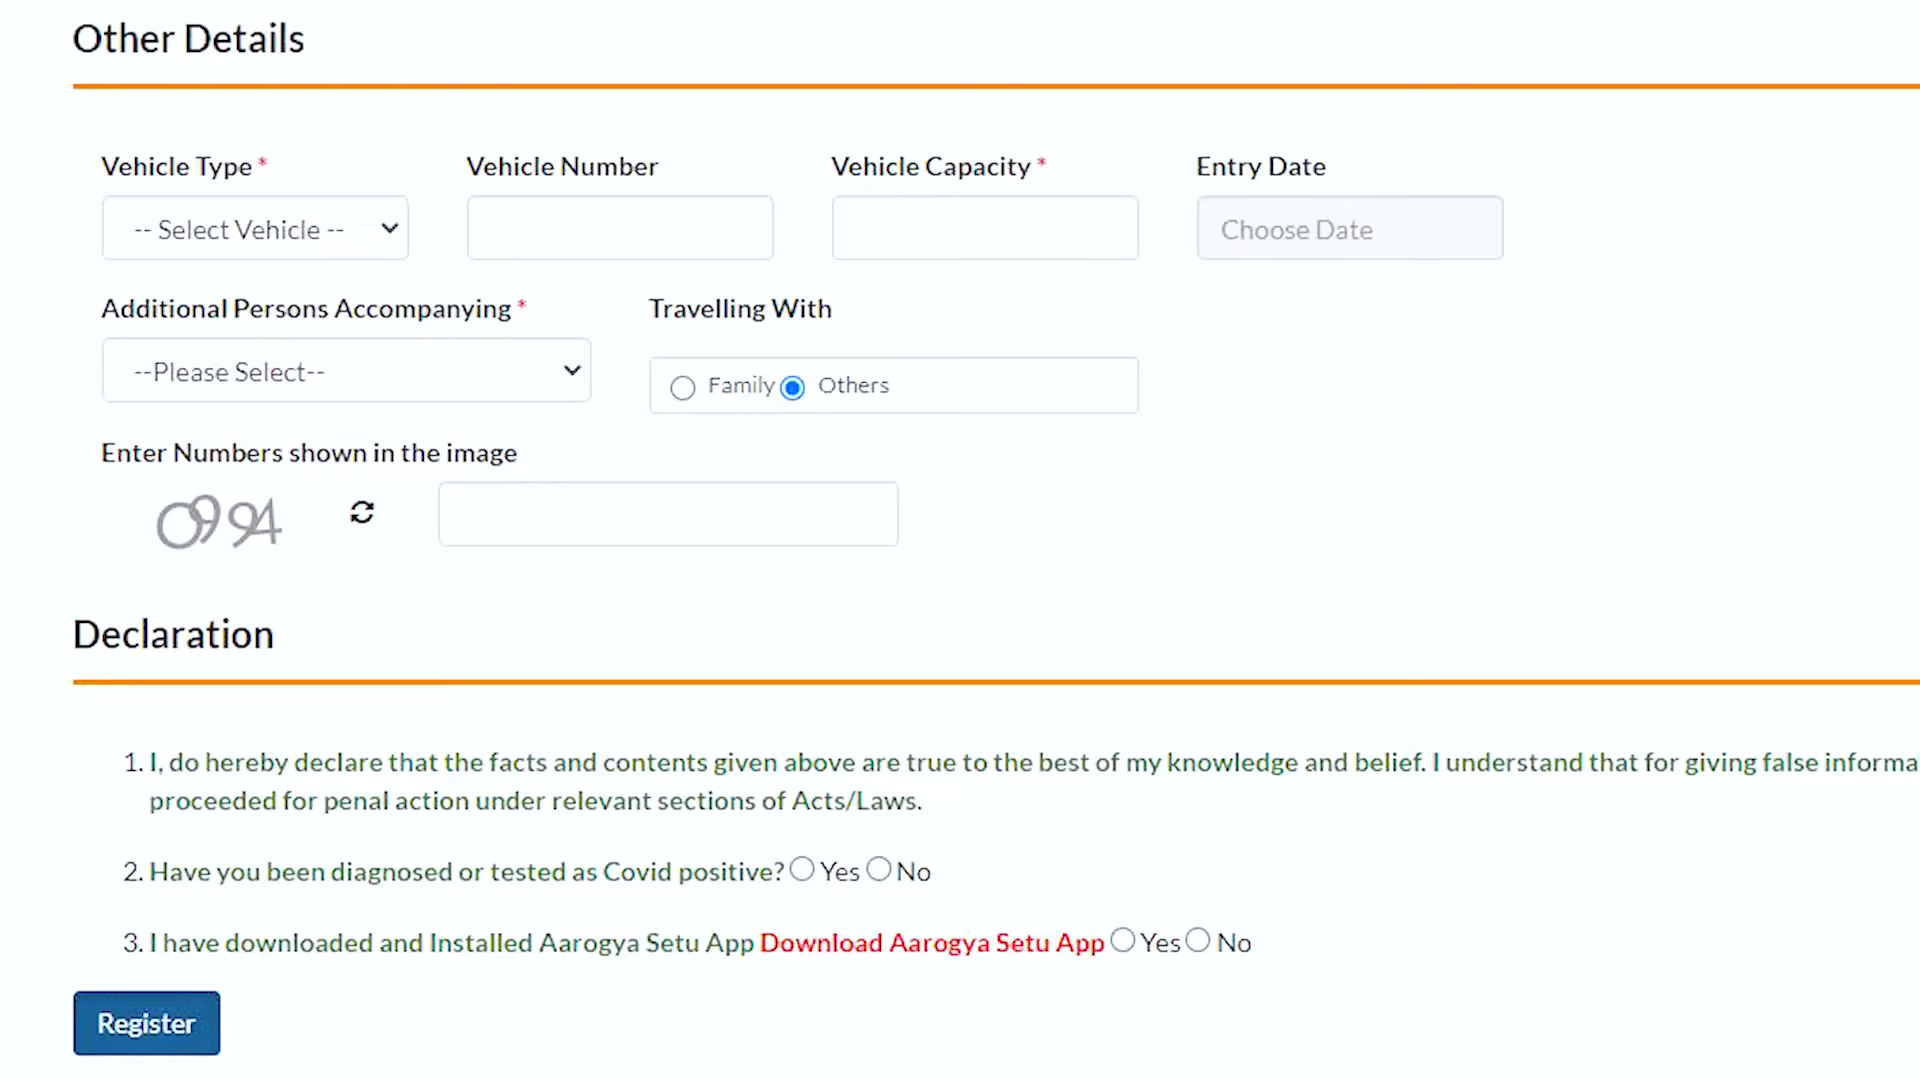 Other Details
Vehicle Type * Vehicle Number Vehicle Capacity * Entry Date
-- Select Vehicle -- Choose Date
Additional Persons Accompanying * Travelling With
--Please Select-- Family Others
Enter Numbers shown in the image
0994
Declaration
1. I, do hereby declare that the facts and contents given above are true to the best of my knowledge and belief. I understand that for giving false informa
proceeded for penal action under relevant sections of Acts/Laws.
2. Have you been diagnosed or tested as Covid positive? Yes No
3. I have downloaded and Installed Aarogya Setu App Download Aarogya Setu App Yes No
Register